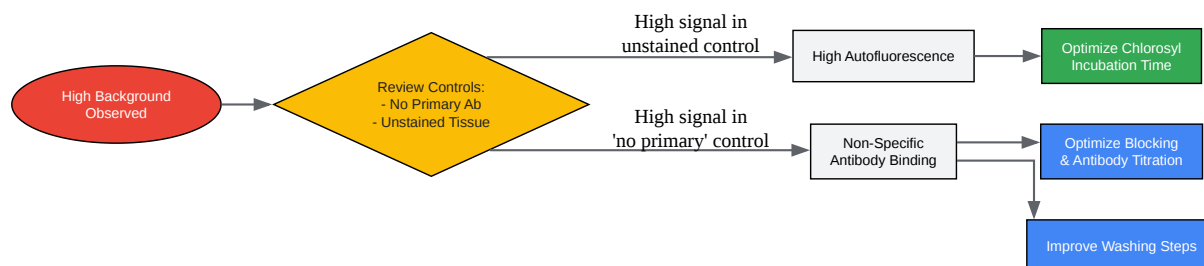 High Background
Observed
Review Controls:
- No Primary Ab
- Unstained Tissue
High signal in
unstained control
High Autofluorescence
Optimize Chlorosyl
Incubation Time
High signal in
'no primary' control
Non-Specific
Antibody Binding
Optimize Blocking
& Antibody Titration
Improve Washing Steps